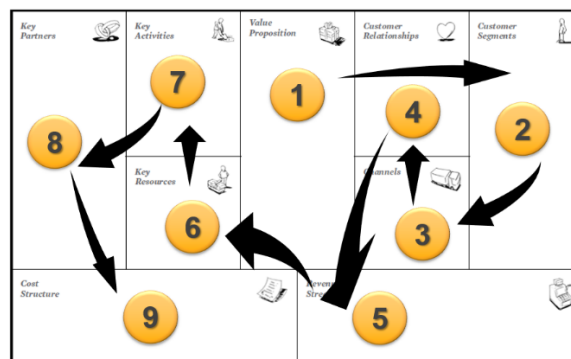 Key
Partners
Key
Activities
Value
Proposition
Customer
Relationships
Customer
Segments
7
1
4
8
2
Key
Resources
6
3
Cost
Structure
9
5